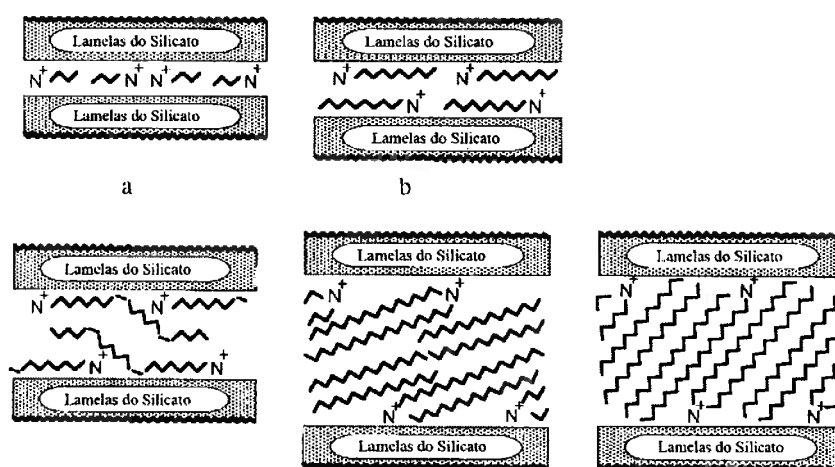 Lamelas do Silicato Lamelas do Silicato
N+ N+ N+ N+ N+ N+
N+ N+
Lamelas do Silicato Lamelas do Silicato
a b
Lamelas do Silicato Lamelas do Silicato Lamelas do Silicato
N+ N+ N+ N+ N+ N+
N+ N+ N+ N+ N+ N+
Lamelas do Silicato Lamelas do Silicato Lamelas do Silicato